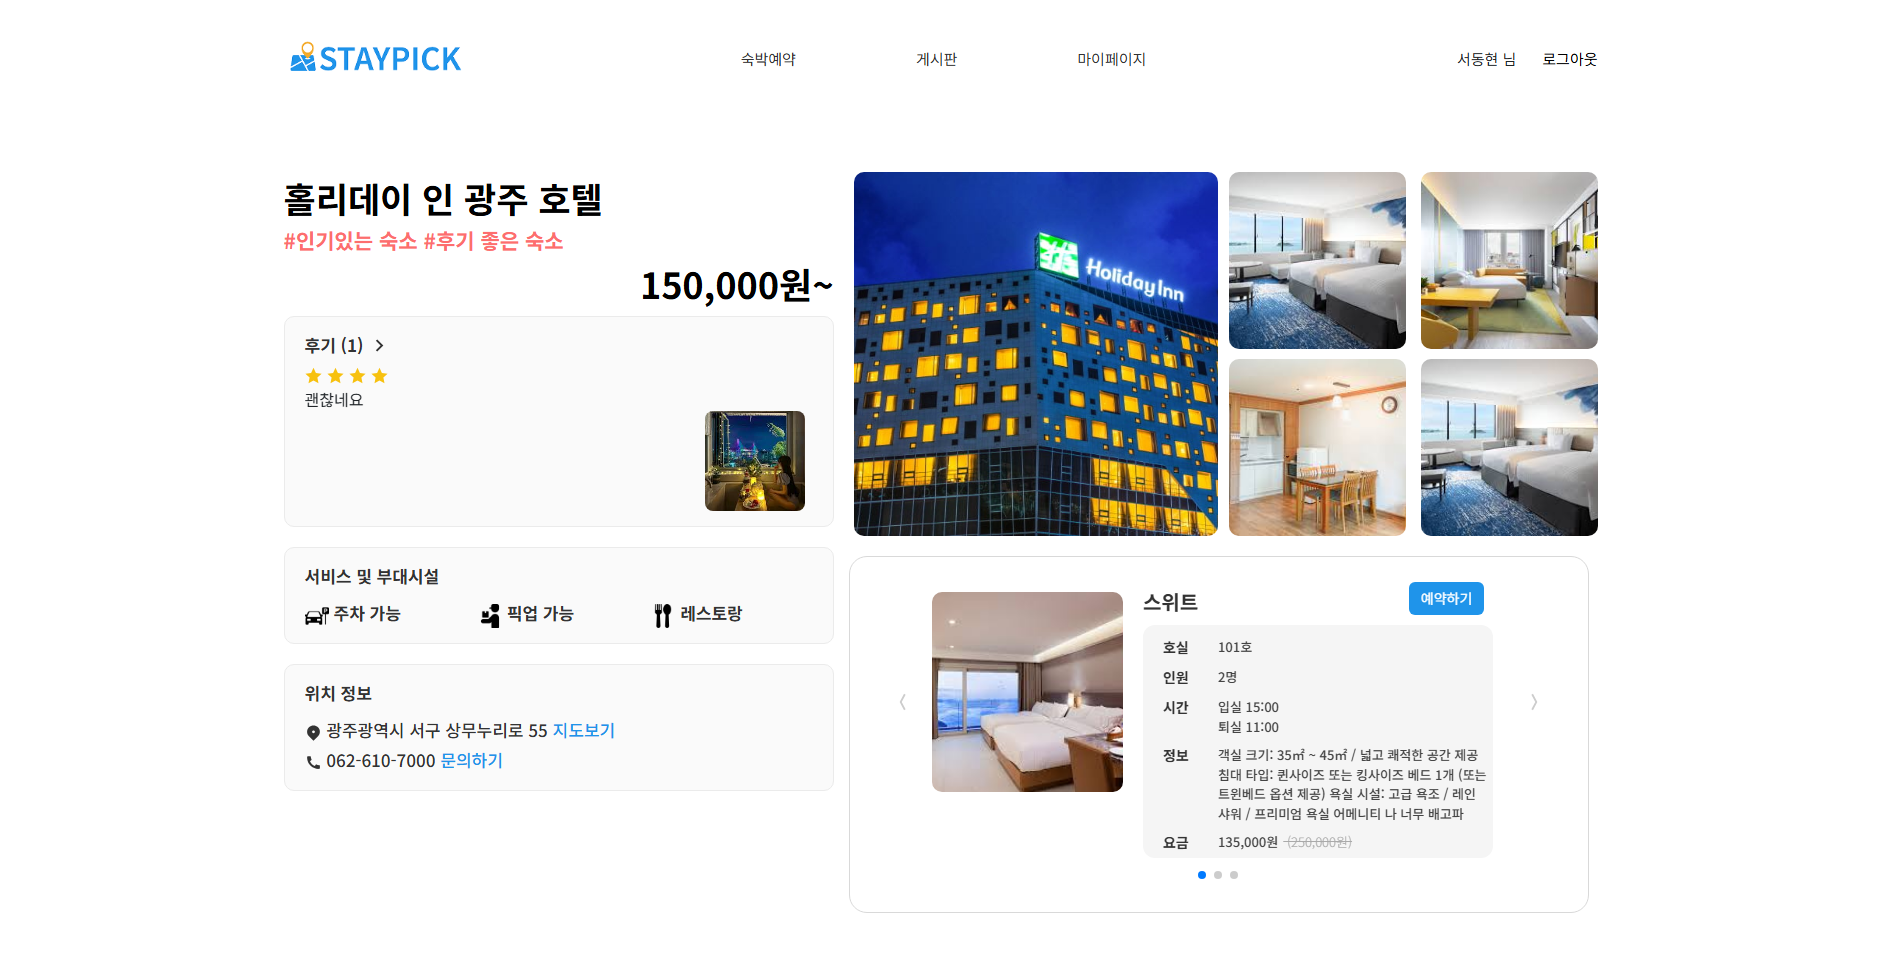 STAYPICK
숙박예약
게시판
마이페이지
서동현 님
로그아웃
홀리데이 인 광주 호텔
#인기있는 숙소 #후기 좋은 숙소
150,000원~
후기 (1)
괜찮네요
서비스 및 부대시설
주차 가능
픽업 가능
레스토랑
위치 정보
광주광역시 서구 상무누리로 55 지도보기
062-610-7000 문의하기
Holiday Inn
스위트
예약하기
호실 101호
인원 2명
시간 입실 15:00
퇴실 11:00
정보 객실 크기: 35㎡ ~ 45㎡ / 넓고 쾌적한 공간 제공
침대 타입: 퀸사이즈 또는 킹사이즈 베드 1개 (또는
트윈베드 옵션 제공) 욕실 시설: 고급 욕조 / 레인
샤워 / 프리미엄 욕실 어메니티 나 너무 배고파
요금 135,000원 (250,000원)